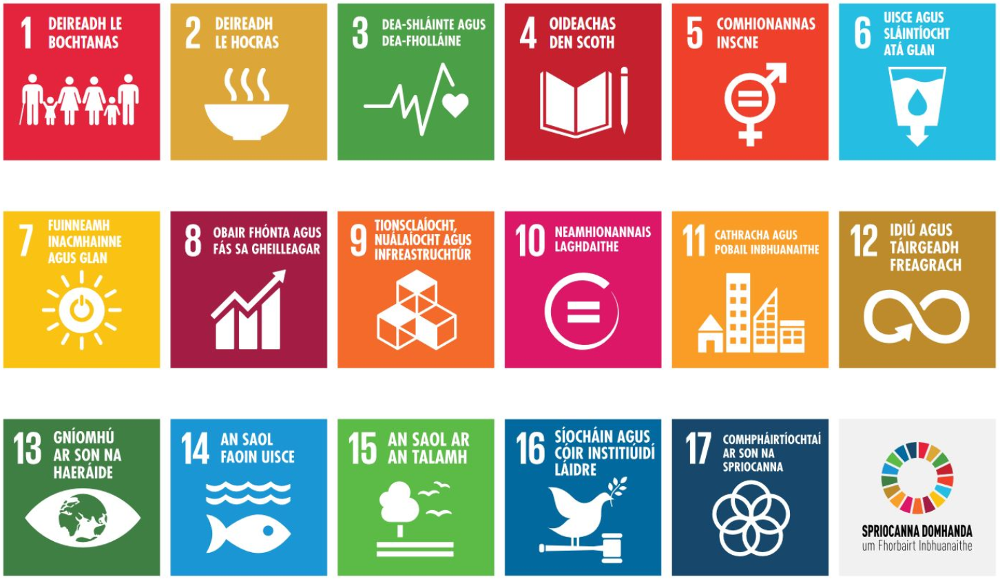 1 DEIREADH LE
BOCHTANAS
2 DEIREADH
LE HOCRAS
3 DEA-SHLÁINTE AGUS
DEA-FHOLLÁINE
4 OIDEACHAS
DEN SCOTH
5 COMHIONANNAS
INSCNE
6 UISCE AGUS
SLÁINTÍOCHT
ATÁ GLAN
7 FUINNEAMH
INACMHAINNE
AGUS GLAN
8 OBAIR FHÓNTA AGUS
FÁS SA GHEILLEAGAR
9 TIONSCLAÍOCHT,
NUÁLAÍOCHT AGUS
INFREASTRUCHTÚR
10 NEAMHIONANNAIS
LAGHDAITHE
11 CATHRACHA AGUS
POBAIL INBHUANAITHE
12 IDIÚ AGUS
TÁIRGEADH
FREAGRACH
13 GNÍOMHÚ
AR SON NA
HAERÁIDE
14 AN SAOL
FAOIN UISCE
15 AN SAOL AR
AN TALAMH
16 SÍOCHÁIN AGUS
CÓIR INSTITIÚIDÍ
LÁIDRE
17 COMHPHÁIRTÍOCHTAÍ
AR SON NA
SPRIOCANNA
SPRIOCANNA DOMHANDA
um Fhorbairt Inbhuanaithe